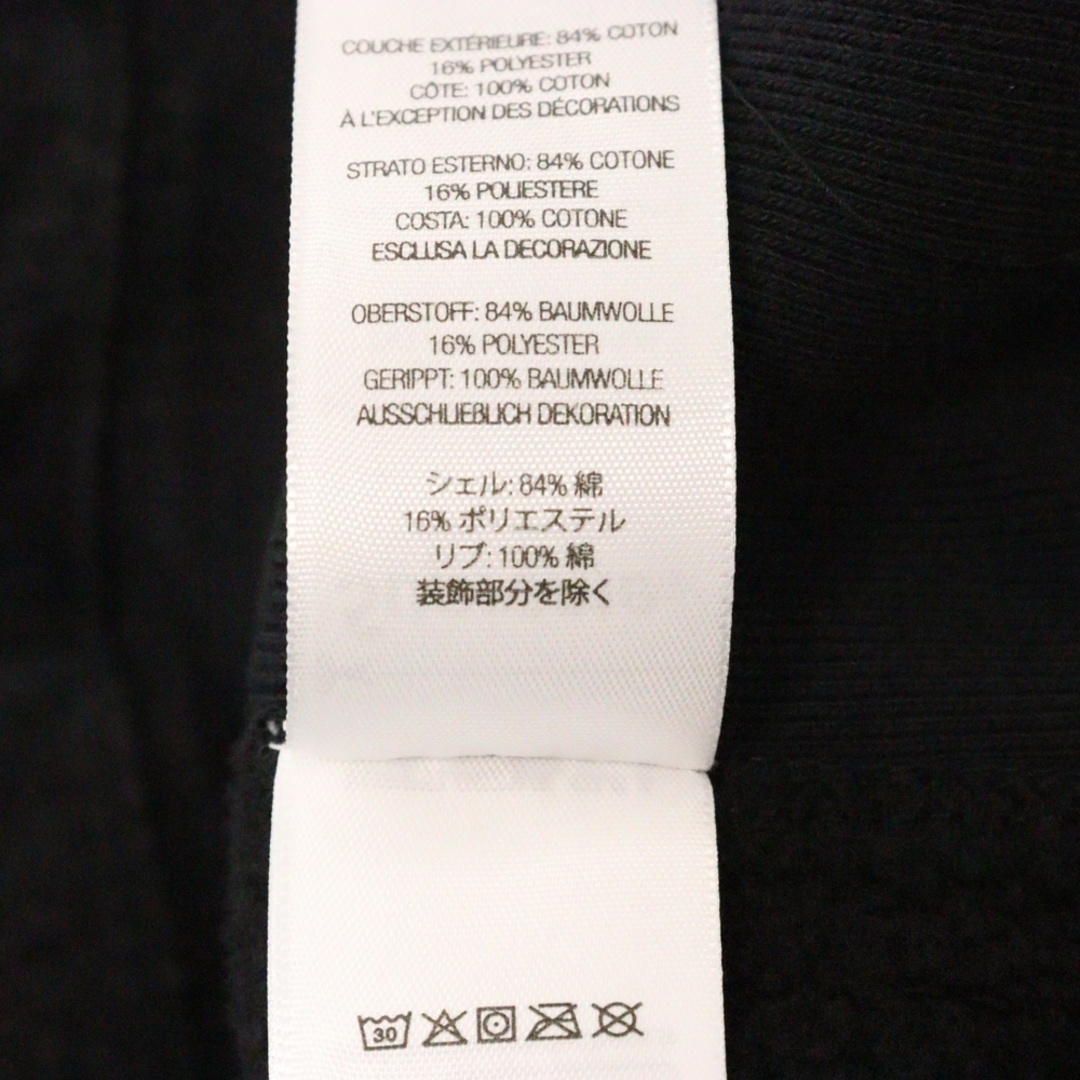 COUCHE EXTÉRIEURE: 84% COTON
16% POLYESTER
CÔTE: 100% COTON
À L'EXCEPTION DES DÉCORATIONS
STRATO ESTERNO: 84% COTONE
16% POLIESTERE
COSTA: 100% COTONE
ESCLUSA LA DECORAZIONE
OBERSTOFF: 84% BAUMWOLLE
16% POLYESTER
GERIPPT: 100% BAUMWOLLE
AUSSCHLIEBLICH DEKORATION
シェル: 84% 綿
16% ポリエステル
リブ: 100% 綿
装飾部分を除く
30